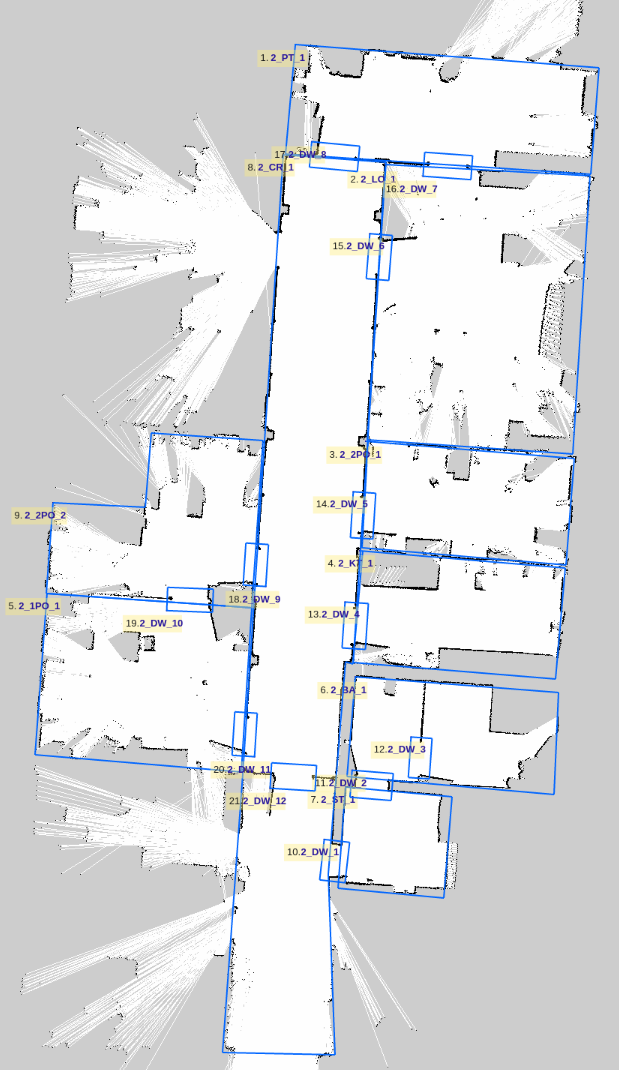 1. 2_PT_1
17.2_DW_8
8. 2_CR_1
2. 2_LO_1
16.2_DW_7
15.2_DW_6
3. 2_2PO_1
14.2_DW_5
9. 2_2PO_2
4. 2_KT_1
18.2_DW_9
5. 2_1PO_1
13.2_DW_4
19.2_DW_10
6. 2_BA_1
12.2_DW_3
20.2_DW_11
11.2_DW_2
21.2_DW_12
7. 2_ST_1
10.2_DW_1